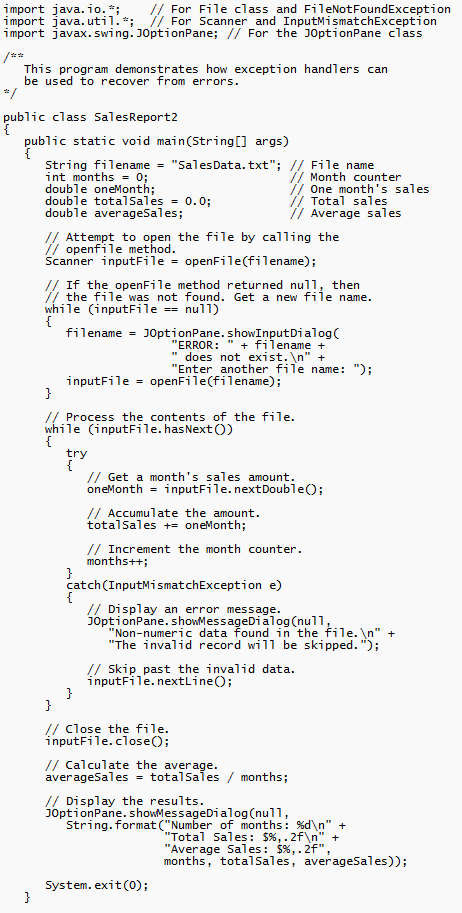 import java.io.*;    // For File class and FileNotFoundException
import java.util.*;  // For Scanner and InputMismatchException
import javax.swing.JOptionPane; // For the JOptionPane class

/**
   This program demonstrates how exception handlers can
   be used to recover from errors.
*/

public class SalesReport2
{
   public static void main(String[] args)
   {
      String filename = "SalesData.txt"; // File name
      int months = 0;                    // Month counter
      double oneMonth;                   // One month's sales
      double totalSales = 0.0;           // Total sales
      double averageSales;               // Average sales

      // Attempt to open the file by calling the
      // openfile method.
      Scanner inputFile = openFile(filename);

      // If the openFile method returned null, then
      // the file was not found. Get a new file name.
      while (inputFile == null)
      {
         filename = JOptionPane.showInputDialog(
                        "ERROR: " + filename +
                        " does not exist.\n" +
                        "Enter another file name: ");
         inputFile = openFile(filename);
      }

      // Process the contents of the file.
      while (inputFile.hasNext())
      {
         try
         {
            // Get a month's sales amount.
            oneMonth = inputFile.nextDouble();

            // Accumulate the amount.
            totalSales += oneMonth;

            // Increment the month counter.
            months++;
         }
         catch(InputMismatchException e)
         {
            // Display an error message.
            JOptionPane.showMessageDialog(null,
               "Non-numeric data found in the file.\n" +
               "The invalid record will be skipped.");

            // Skip past the invalid data.
            inputFile.nextLine();
         }
      }

      // Close the file.
      inputFile.close();

      // Calculate the average.
      averageSales = totalSales / months;

      // Display the results.
      JOptionPane.showMessageDialog(null,
         String.format("Number of months: %d\n" +
                       "Total Sales: $%,.2f\n" +
                       "Average Sales: $%,.2f",
                       months, totalSales, averageSales));

      System.exit(0);
   }